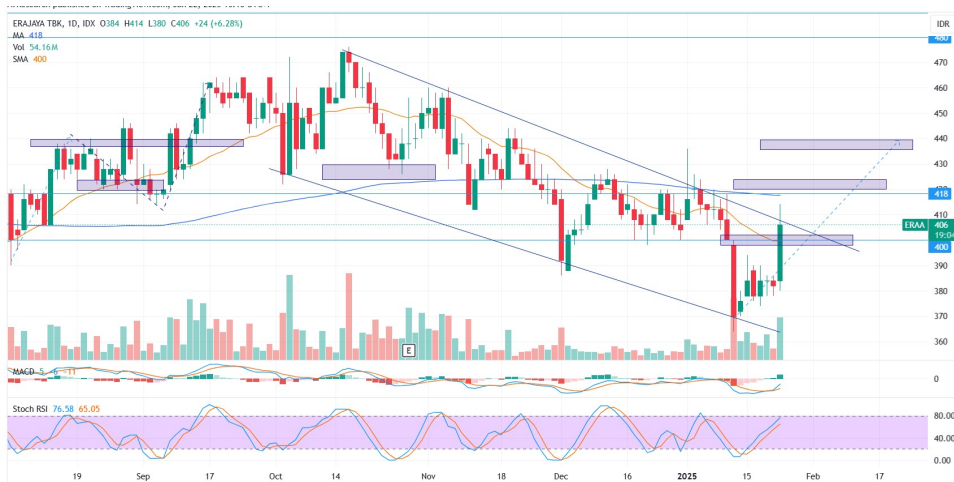 ERAJAYA TBK, 1D, IDX O384 H414 L380 C406 +24 (+6.28%)
MA 418
Vol 54.16M
SMA 400
IDR
480
470
460
450
440
430
420
418
410
ERAA 406
19:04
400
390
380
370
360
E
MACD 5 -6 -11
0
Stoch RSI 76.58 65.05
80.00
40.00
0.00
19 Sep 17 Oct 14 Nov 18 Dec 16 2025 15 Feb 17